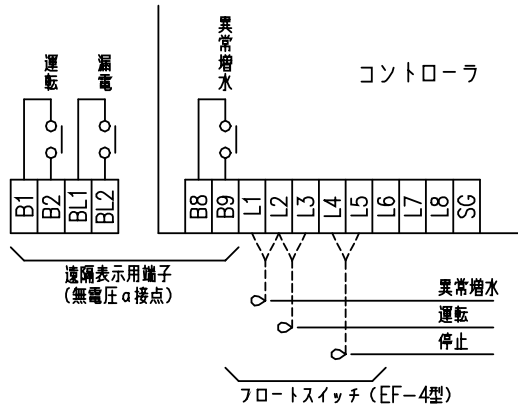 運転
漏電
異常増水
コントローラ
B1
B2
BL1
BL2
B8
B9
L1
L2
L3
L4
L5
L6
L7
L8
SG
遠隔表示用端子
(無電圧a接点)
異常増水
運転
停止
フロートスイッチ(EF-4型)